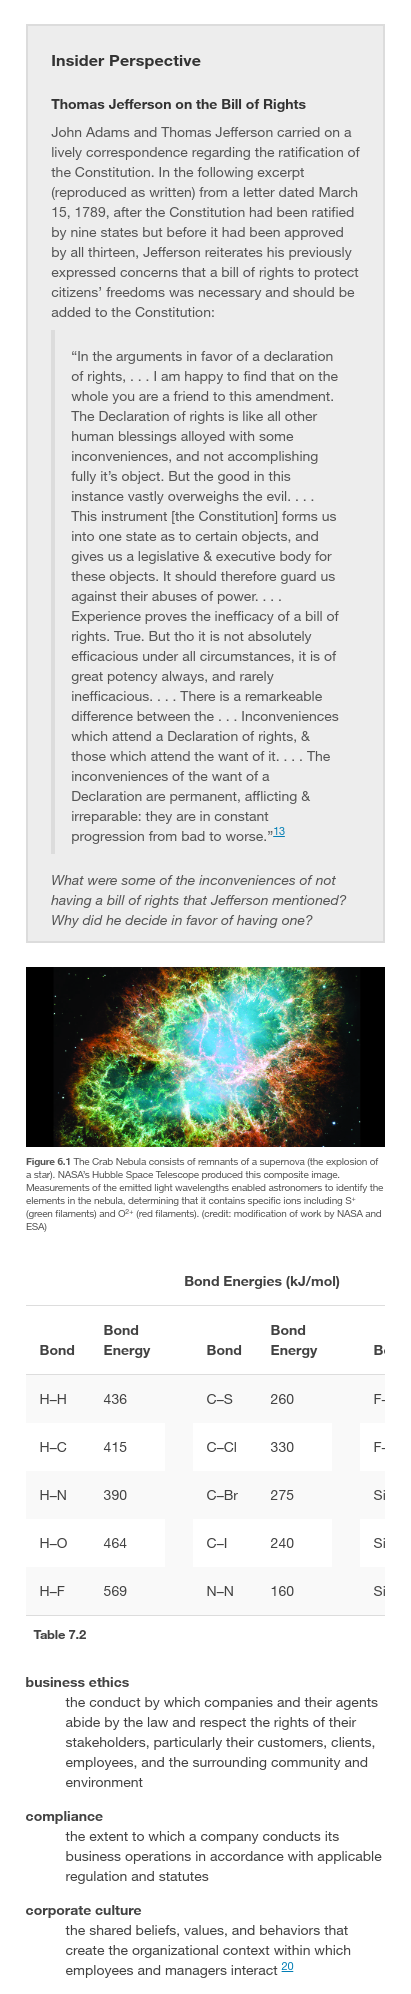 Insider Perspective
Thomas Jefferson on the Bill of Rights
John Adams and Thomas Jefferson carried on a
lively correspondence regarding the ratification of
the Constitution. In the following excerpt
(reproduced as written) from a letter dated March
15, 1789, after the Constitution had been ratified
by nine states but before it had been approved
by all thirteen, Jefferson reiterates his previously
expressed concerns that a bill of rights to protect
citizens’ freedoms was necessary and should be
added to the Constitution:
“In the arguments in favor of a declaration
of rights, . . . I am happy to find that on the
whole you are a friend to this amendment.
The Declaration of rights is like all other
human blessings alloyed with some
inconveniences, and not accomplishing
fully it’s object. But the good in this
instance vastly overweighs the evil. . . .
This instrument [the Constitution] forms us
into one state as to certain objects, and
gives us a legislative & executive body for
these objects. It should therefore guard us
against their abuses of power. . . .
Experience proves the inefficacy of a bill of
rights. True. But tho it is not absolutely
efficacious under all circumstances, it is of
great potency always, and rarely
inefficacious. . . . There is a remarkeable
difference between the . . . Inconveniences
which attend a Declaration of rights, &
those which attend the want of it. . . . The
inconveniences of the want of a
Declaration are permanent, afflicting &
irreparable: they are in constant
progression from bad to worse.”13
What were some of the inconveniences of not
having a bill of rights that Jefferson mentioned?
Why did he decide in favor of having one?
Figure 6.1 The Crab Nebula consists of remnants of a supernova (the explosion of
a star). NASA’s Hubble Space Telescope produced this composite image.
Measurements of the emitted light wavelengths enabled astronomers to identify the
elements in the nebula, determining that it contains specific ions including S⁺
(green filaments) and O²⁺ (red filaments). (credit: modification of work by NASA and
ESA)
Bond Energies (kJ/mol)
Bond Bond
Bond Energy Bond Energy
H–H 436 C–S 260 F-
H–C 415 C–Cl 330 F-
H–N 390 C–Br 275 Si
H–O 464 C–I 240 Si
H–F 569 N–N 160 Si
Table 7.2
business ethics
the conduct by which companies and their agents
abide by the law and respect the rights of their
stakeholders, particularly their customers, clients,
employees, and the surrounding community and
environment
compliance
the extent to which a company conducts its
business operations in accordance with applicable
regulation and statutes
corporate culture
the shared beliefs, values, and behaviors that
create the organizational context within which
employees and managers interact 20